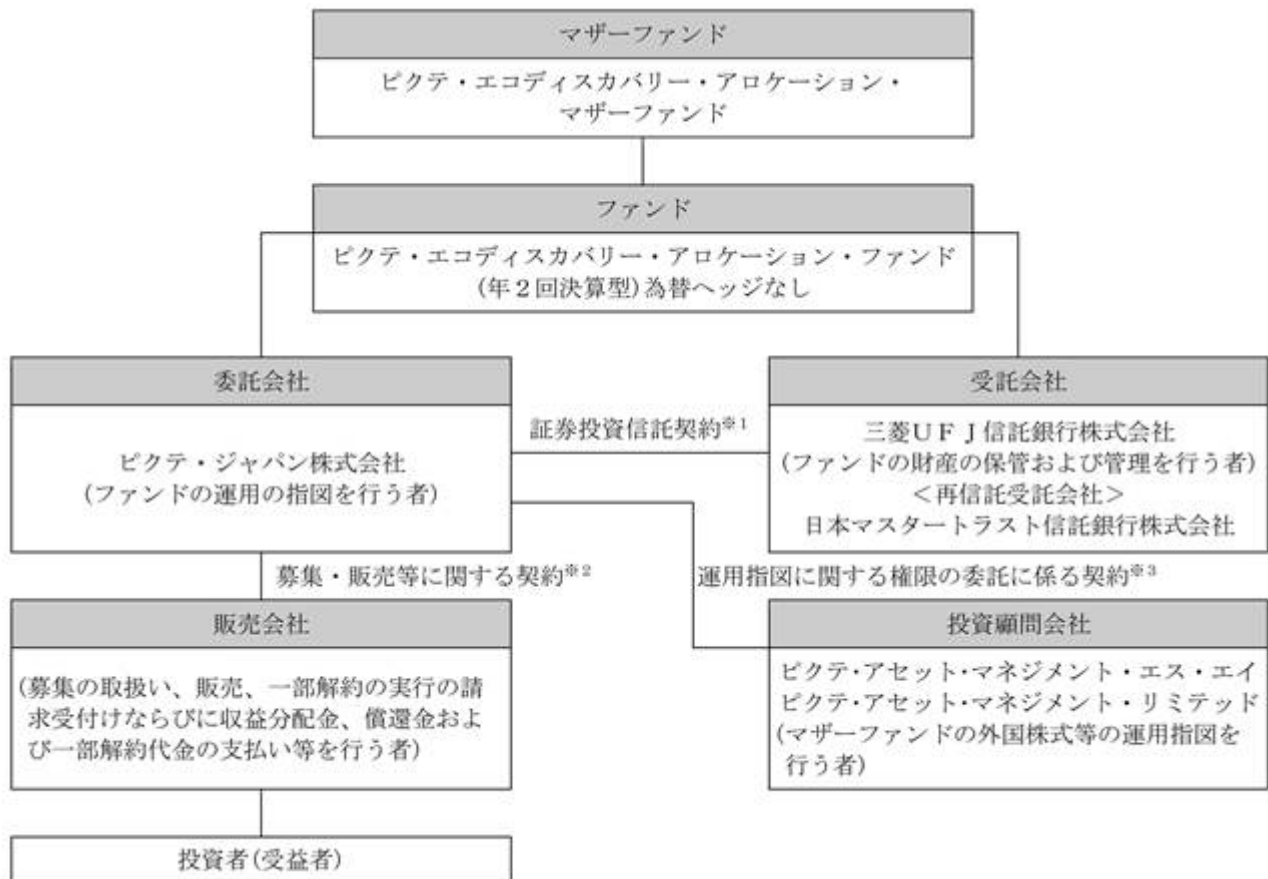 マザーファンド
ピクテ・エコディスカバリー・アロケーション・
マザーファンド
ファンド
ピクテ・エコディスカバリー・アロケーション・ファンド
(年２回決算型)為替ヘッジなし
委託会社
ピクテ・ジャパン株式会社
(ファンドの運用の指図を行う者)
証券投資信託契約※1
受託会社
三菱ＵＦＪ信託銀行株式会社
(ファンドの財産の保管および管理を行う者)
＜再信託受託会社＞
日本マスタートラスト信託銀行株式会社
募集・販売等に関する契約※2
運用指図に関する権限の委託に係る契約※3
販売会社
(募集の取扱い、販売、一部解約の実行の請
求受付けならびに収益分配金、償還金およ
び一部解約代金の支払い等を行う者)
投資顧問会社
ピクテ・アセット・マネジメント・エス・エイ
ピクテ・アセット・マネジメント・リミテッド
(マザーファンドの外国株式等の運用指図を
行う者)
投資者(受益者)